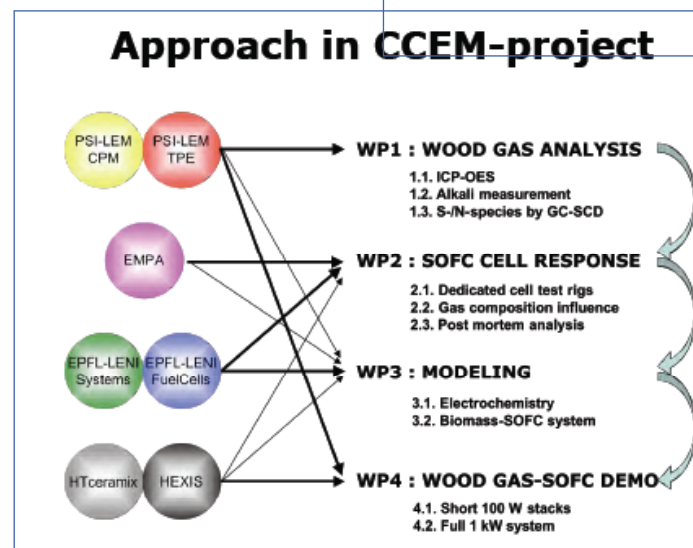 Approach in CCEM-project
PSI-LEM
CPM
PSI-LEM
TPE
WP1 : WOOD GAS ANALYSIS
1.1. ICP-OES
1.2. Alkali measurement
1.3. S-/N-species by GC-SCD
EMPA
WP2 : SOFC CELL RESPONSE
2.1. Dedicated cell test rigs
2.2. Gas composition influence
2.3. Post mortem analysis
EPFL-LENI
Systems
EPFL-LENI
FuelCells
WP3 : MODELING
3.1. Electrochemistry
3.2. Biomass-SOFC system
HTceramix
HEXIS
WP4 : WOOD GAS-SOFC DEMO
4.1. Short 100 W stacks
4.2. Full 1 kW system